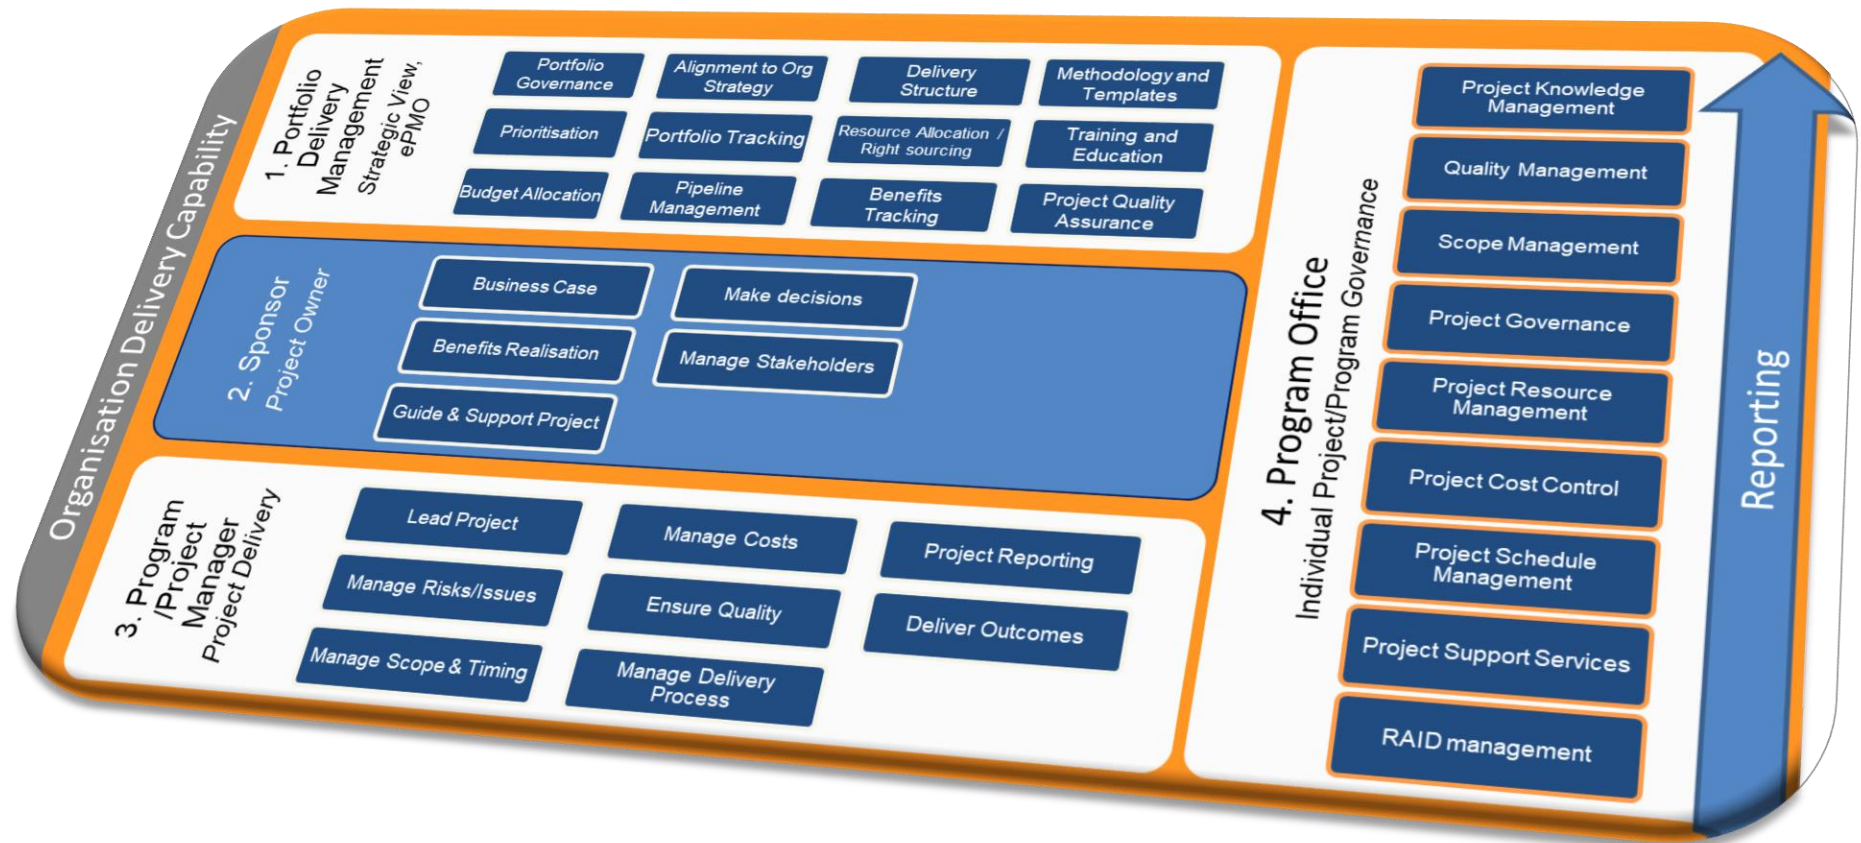 Organisation Delivery Capability
1. Portfolio
Delivery
Management
Strategic View,
ePMO
Portfolio
Governance
Alignment to Org
Strategy
Delivery
Structure
Methodology and
Templates
Prioritisation
Portfolio Tracking
Resource Allocation /
Right sourcing
Training and
Education
Budget Allocation
Pipeline
Management
Benefits
Tracking
Project Quality
Assurance
2. Sponsor
Project Owner
Business Case
Make decisions
Benefits Realisation
Manage Stakeholders
Guide & Support Project
3. Program
/Project
Manager
Project Delivery
Lead Project
Manage Costs
Project Reporting
Manage Risks/Issues
Ensure Quality
Deliver Outcomes
Manage Scope & Timing
Manage Delivery
Process
4. Program Office
Individual Project/Program Governance
Project Knowledge
Management
Quality Management
Scope Management
Project Governance
Project Resource
Management
Project Cost Control
Project Schedule
Management
Project Support Services
RAID management
Reporting